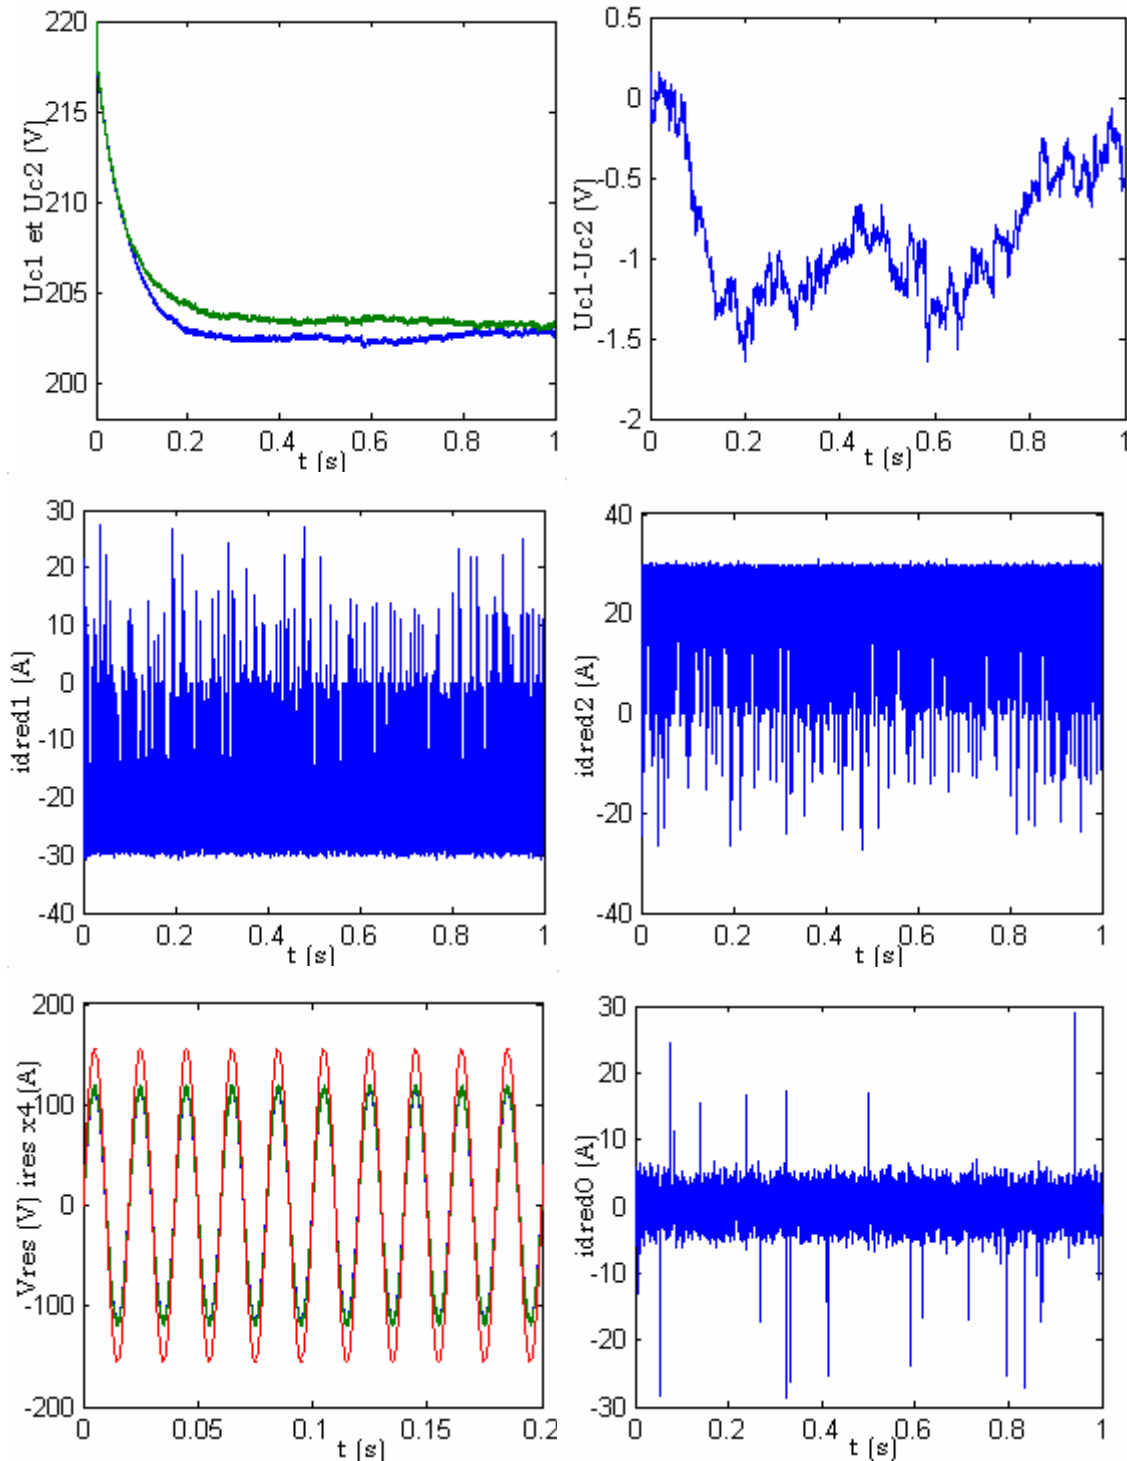 220
215
210
205
200
Uc1 et Uc2 (V)
0 0.2 0.4 0.6 0.8 1
t (s)
0.5
0
-0.5
-1
-1.5
-2
Uc1-Uc2 (V)
0 0.2 0.4 0.6 0.8 1
t (s)
30
20
10
0
-10
-20
-30
-40
idred1 (A)
0 0.2 0.4 0.6 0.8 1
t (s)
40
20
0
-20
-40
idred2 (A)
0 0.2 0.4 0.6 0.8 1
t (s)
200
100
0
-100
-200
Vres (V) ires x4 (A)
0 0.05 0.1 0.15 0.2
t (s)
30
20
10
0
-10
-20
-30
idred0 (A)
0 0.2 0.4 0.6 0.8 1
t (s)